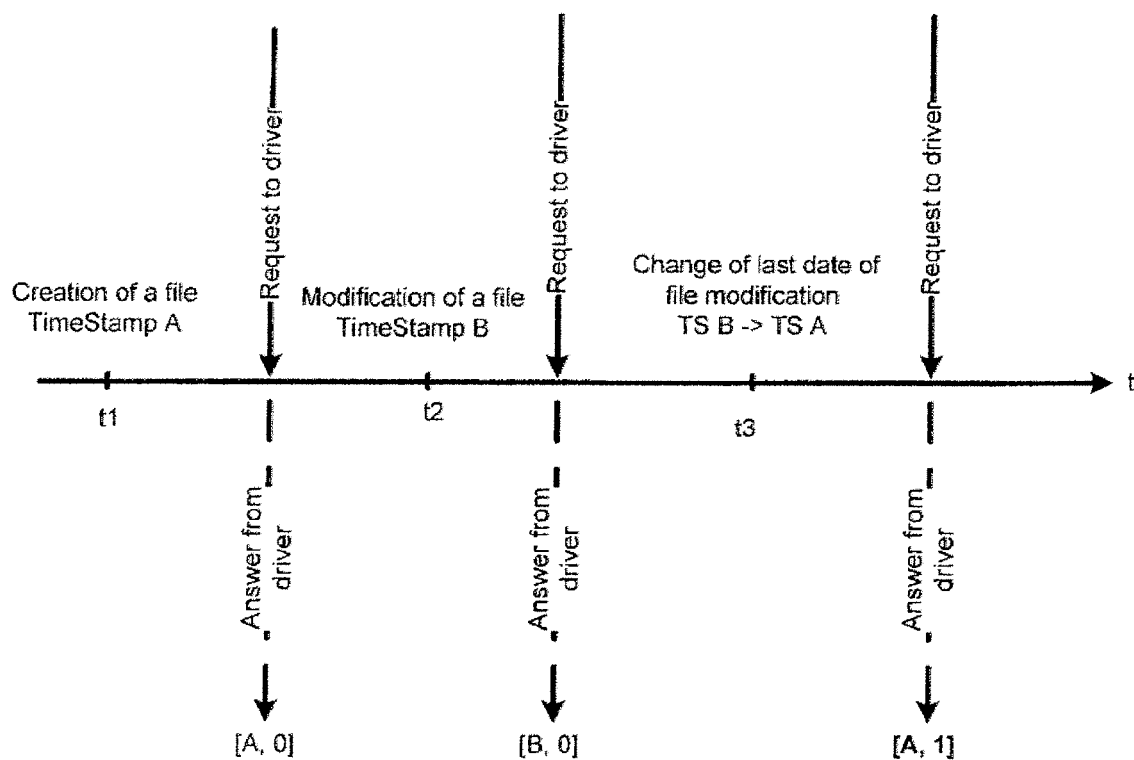 Request to driver
Request to driver
Request to driver
Creation of a file
TimeStamp A
Modification of a file
TimeStamp B
Change of last date of
file modification
TS B -> TS A
t
t1
t2
t3
Answer from
driver
Answer from
driver
Answer from
driver
[A, 0]
[B, 0]
[A, 1]